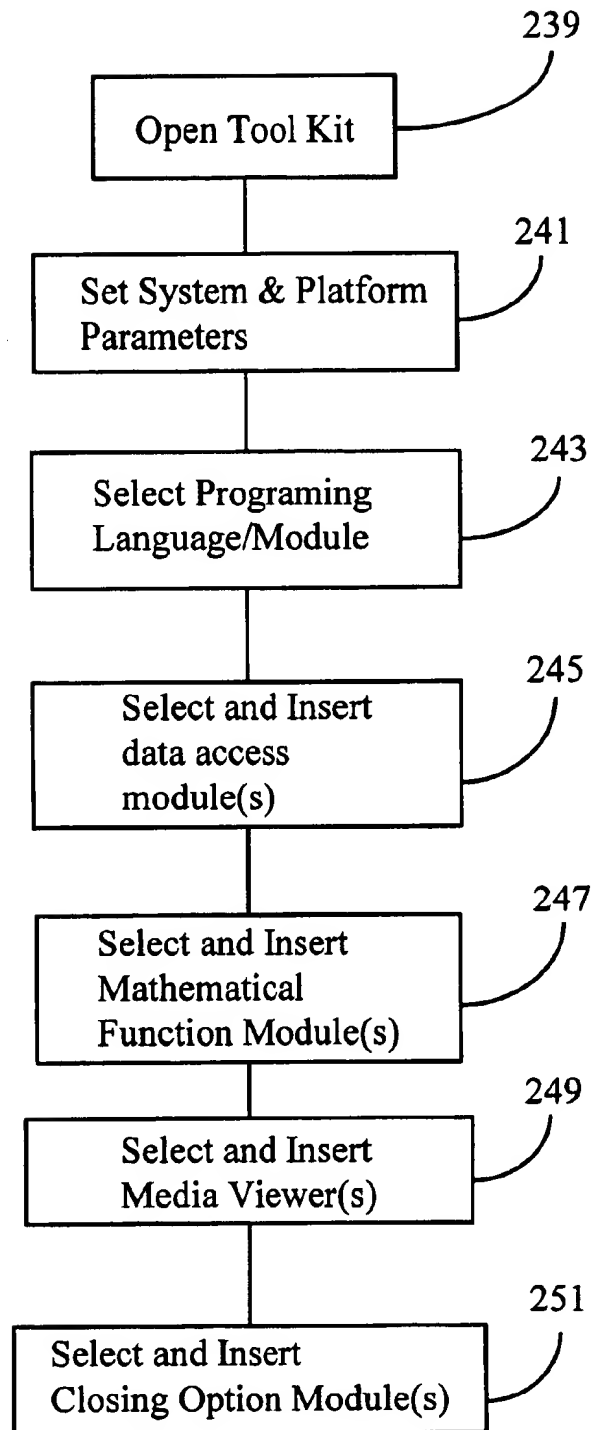 239
Open Tool Kit
241
Set System & Platform
Parameters
243
Select Programing
Language/Module
245
Select and Insert
data access
module(s)
247
Select and Insert
Mathematical
Function Module(s)
249
Select and Insert
Media Viewer(s)
251
Select and Insert
Closing Option Module(s)